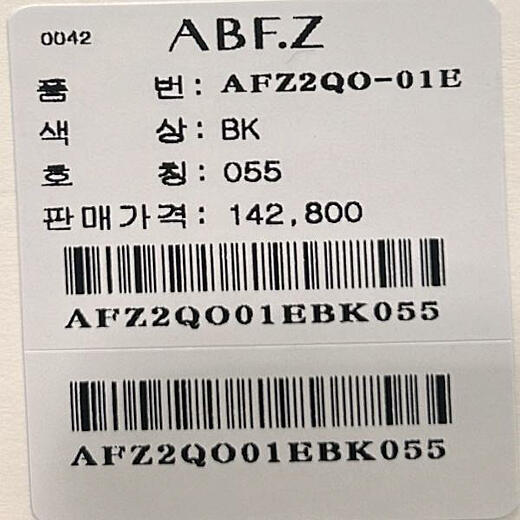 0042 ABF.Z
품 번: AFZ2QO-01E
색 상: BK
호 칭: 055
판매가격: 142,800
AFZ2QO01EBK055
AFZ2QO01EBK055